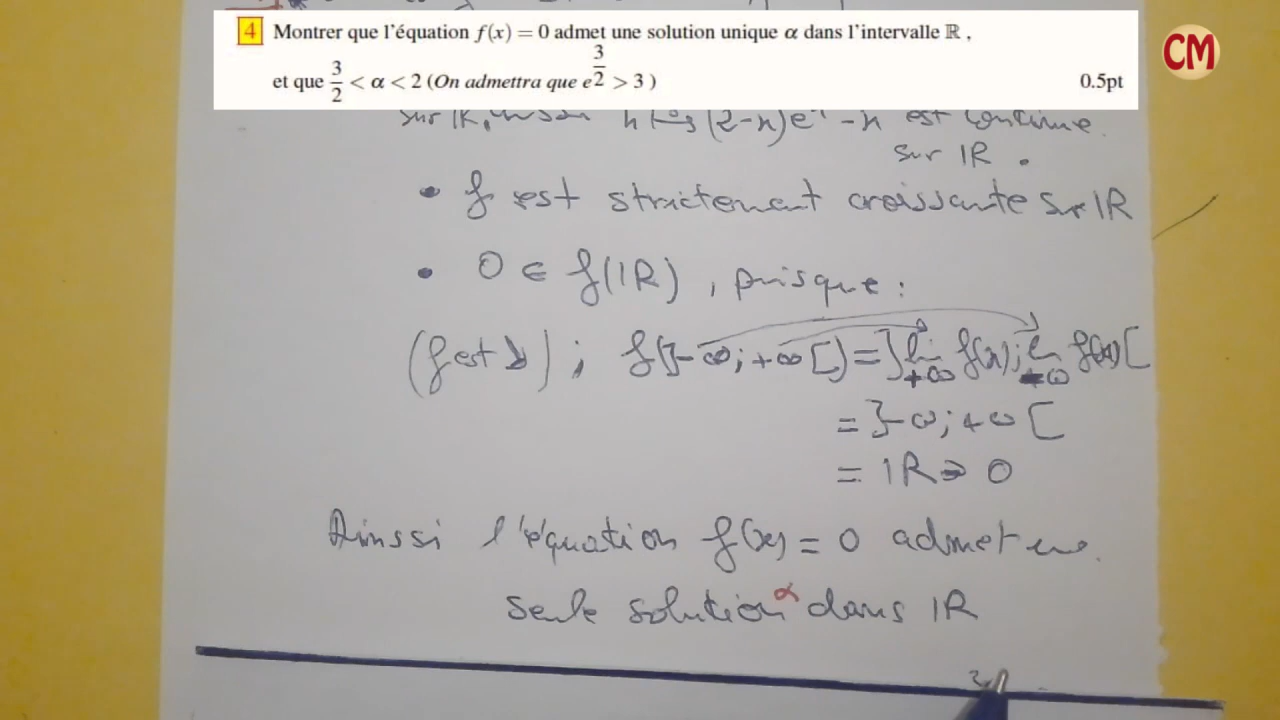 4 Montrer que l'équation f(x) = 0 admet une solution unique α dans l'intervalle ℝ ,
et que 3/2 < α < 2 (On admettra que e^(3/2) > 3 )
0.5pt
CM
sur IR, x ↦ (2-x)e - x est continue.
sur IR .
• f est strictement croissante sur IR
• 0 ∈ f(IR) , puisque :
(f est ↘) ; f(]-∞; +∞[) = ]lim +∞ f(x) ; lim -∞ f(x)[
= ]-∞; +∞[
= IR ∋ 0
Ainsi l'équation f(x) = 0 admet une
seule solution α dans IR